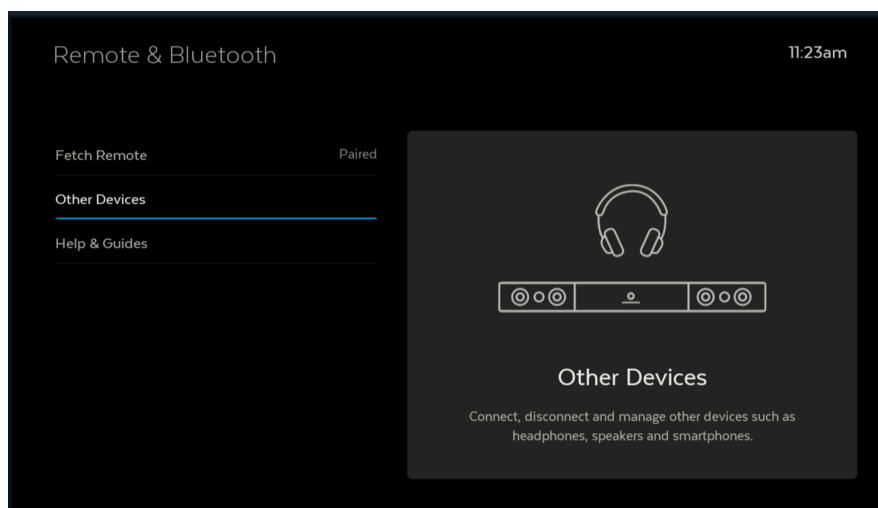 Remote & Bluetooth
11:23am
Fetch Remote
Paired
Other Devices
Help & Guides
Other Devices
Connect, disconnect and manage other devices such as
headphones, speakers and smartphones.